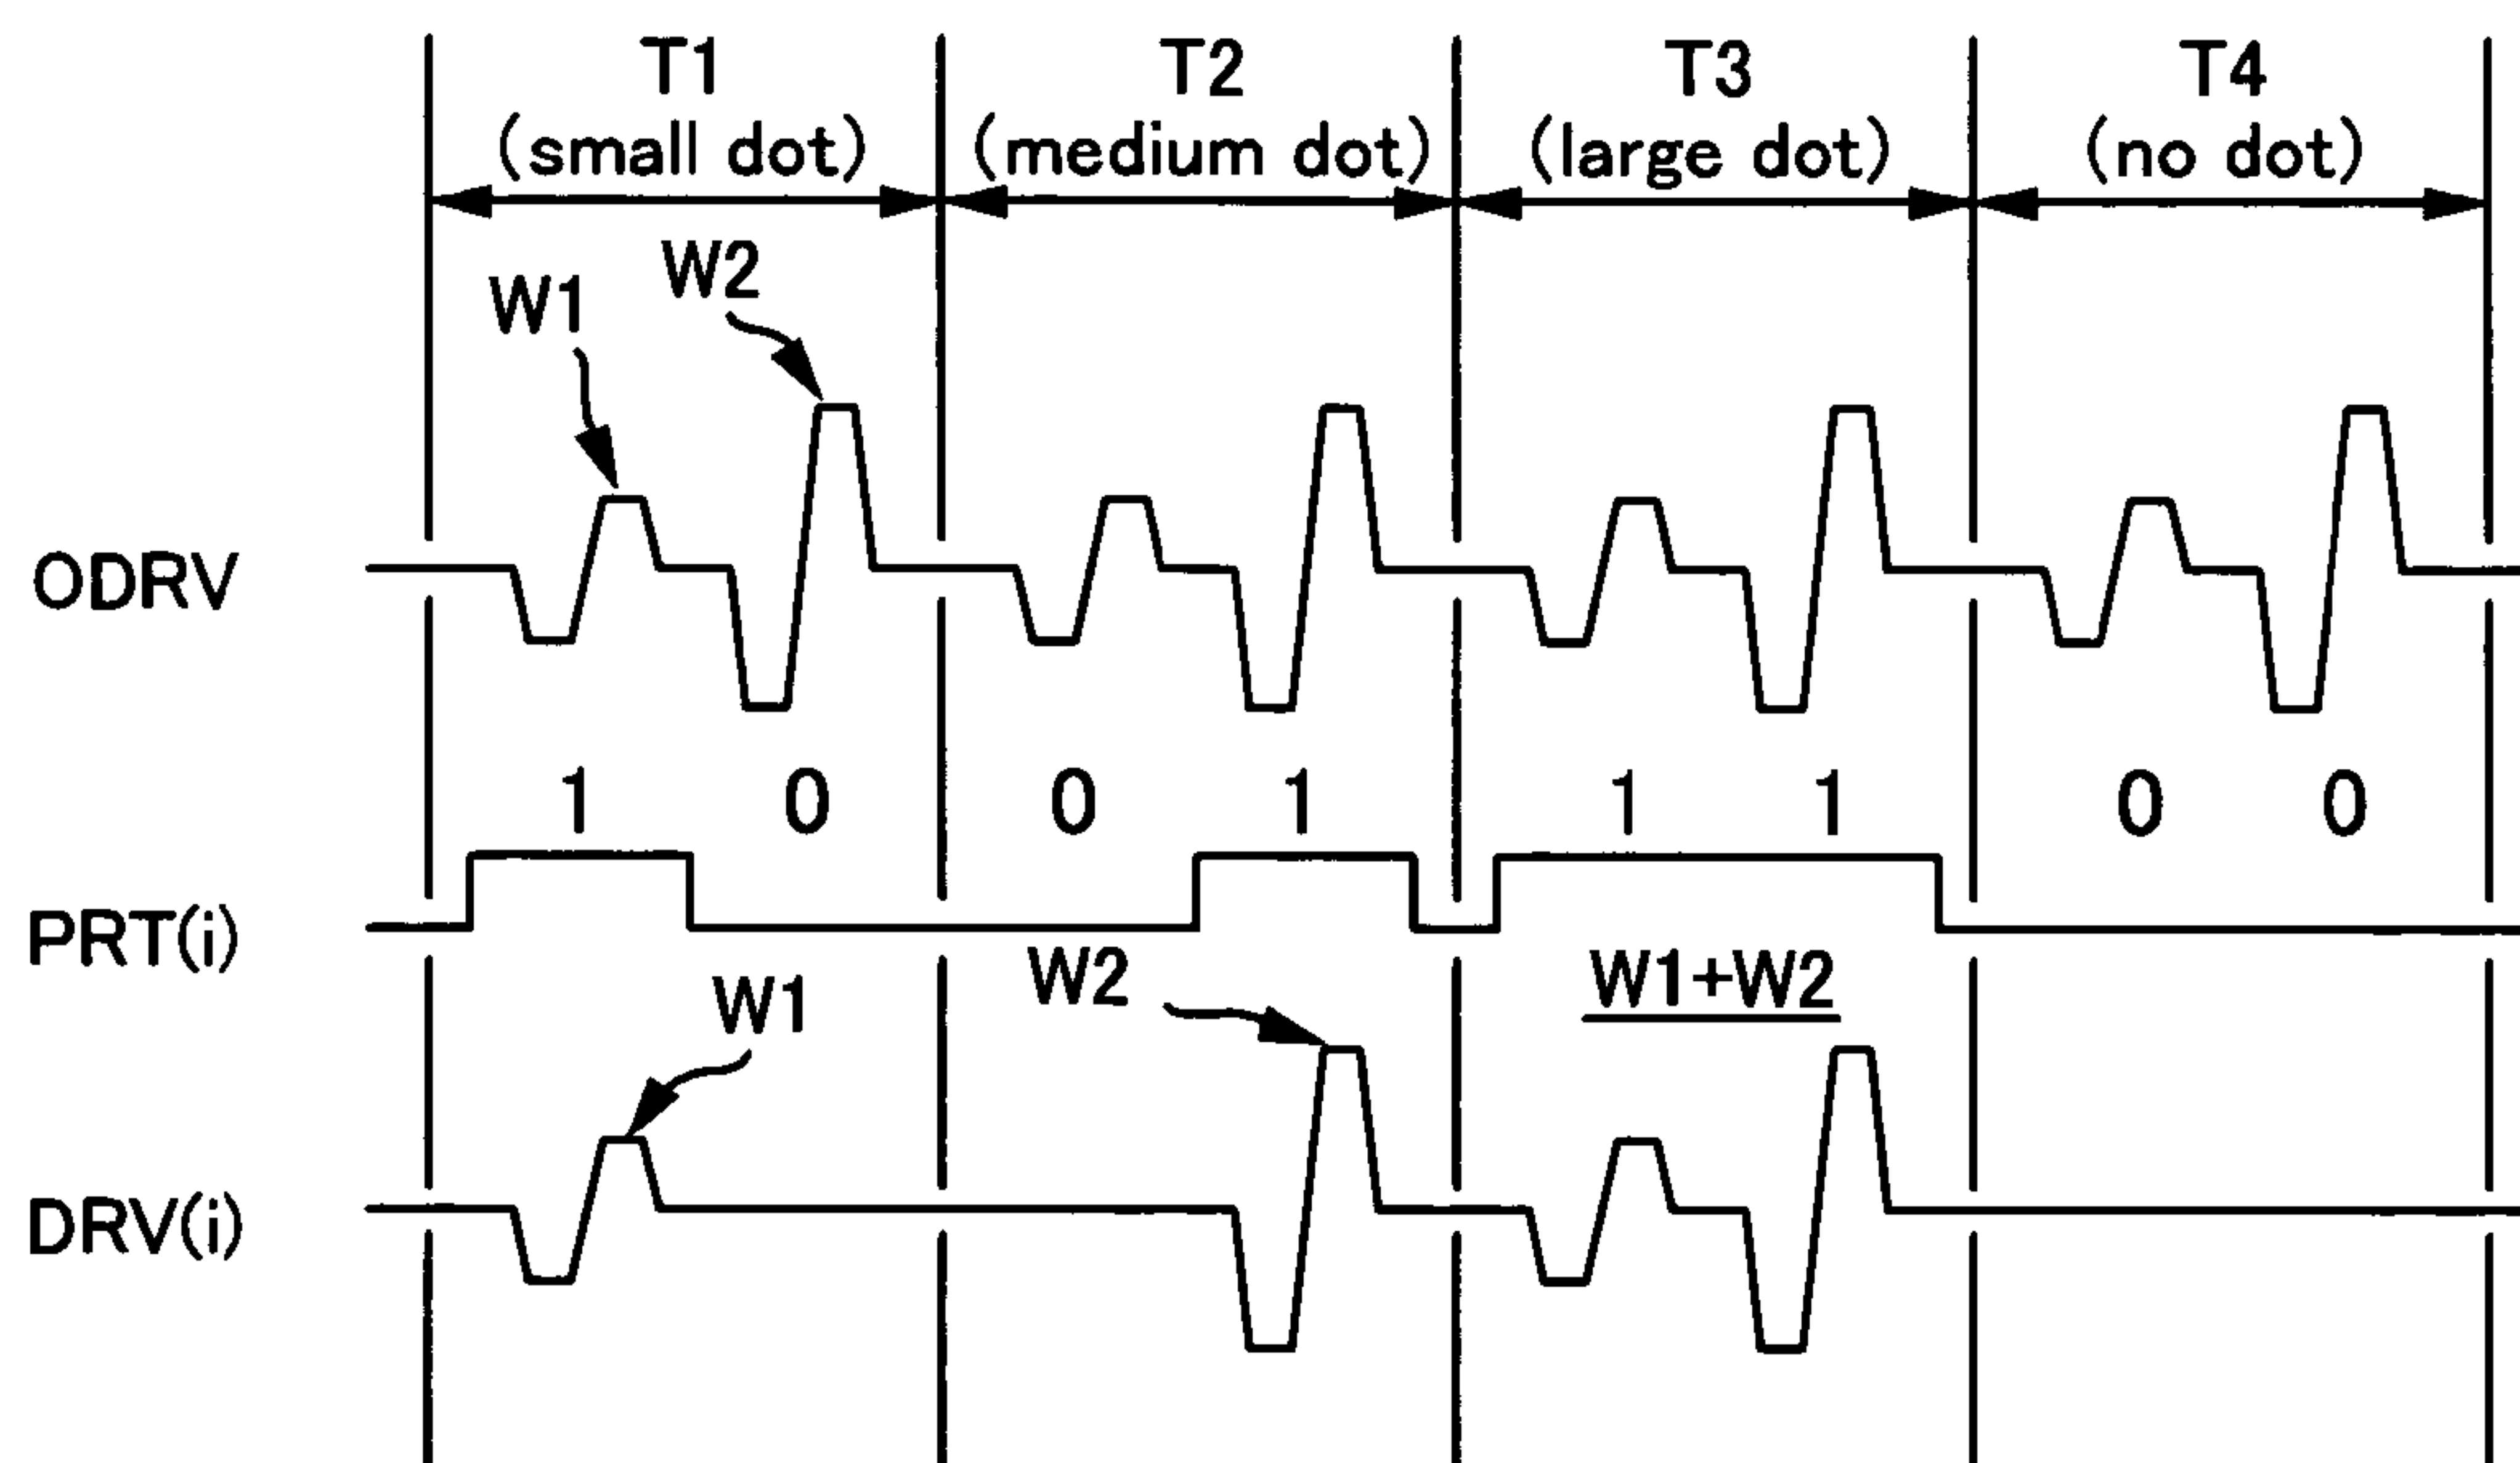 T1 T2 T3 T4
(small dot) (medium dot) (large dot) (no dot)
W1 W2
ODRV
1 0 0 1 1 1 0 0
PRT(i)
W1 W2 W1+W2
DRV(i)